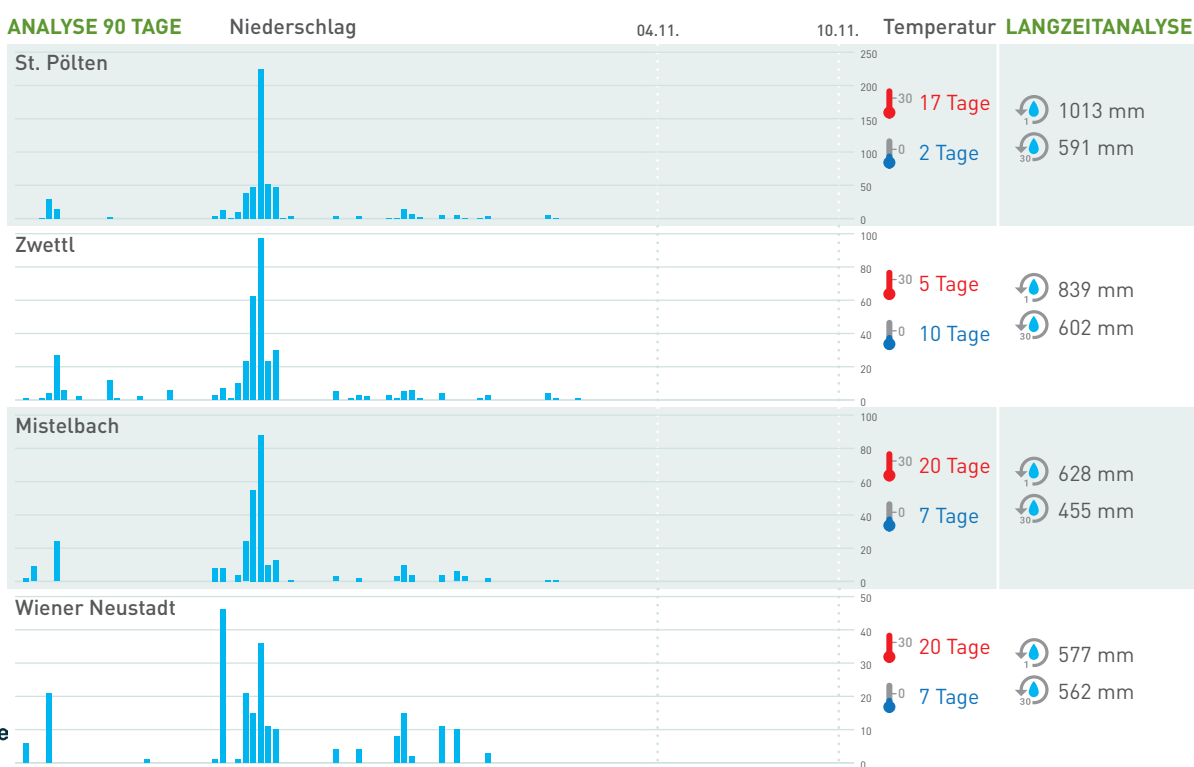 ANALYSE 90 TAGE Niederschlag 04.11. 10.11. Temperatur LANGZEITANALYSE
St. Pölten
250
200
150
100
50
0
30 17 Tage
0 2 Tage
1 1013 mm
30 591 mm
Zwettl
100
80
60
40
20
0
30 5 Tage
0 10 Tage
1 839 mm
30 602 mm
Mistelbach
100
80
60
40
20
0
30 20 Tage
0 7 Tage
1 628 mm
30 455 mm
Wiener Neustadt
50
40
30
20
10
0
30 20 Tage
0 7 Tage
1 577 mm
30 562 mm
e